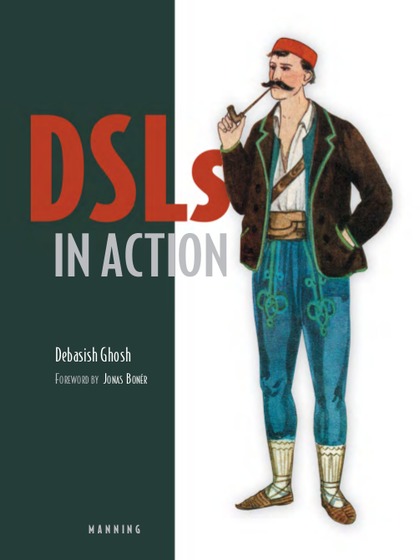 DSLs
IN ACTION
Debasish Ghosh
FOREWORD BY JONAS BONÉR
MANNING